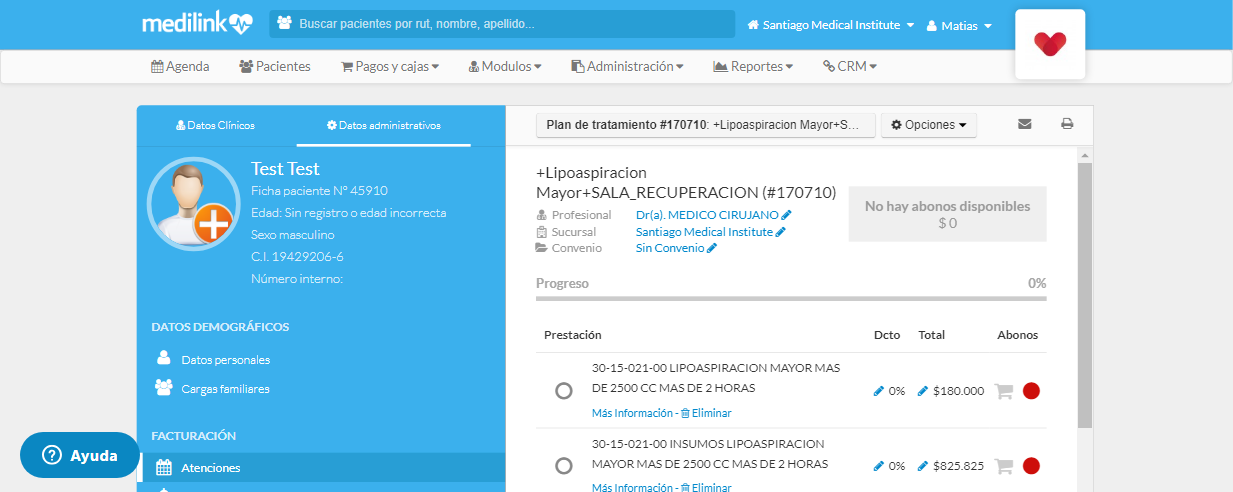 medilink
Buscar pacientes por rut, nombre, apellido...
Santiago Medical Institute
Matias
Agenda
Pacientes
Pagos y cajas
Modulos
Administración
Reportes
CRM
Datos Clínicos
Datos administrativos
Test Test
Ficha paciente Nº 45910
Edad: Sin registro o edad incorrecta
Sexo masculino
C.I. 19429206-6
Número interno:
DATOS DEMOGRÁFICOS
Datos personales
Cargas familiares
FACTURACIÓN
Atenciones
Ayuda
Plan de tratamiento #170710: +Lipoaspiracion Mayor+S...
Opciones
+Lipoaspiracion
Mayor+SALA_RECUPERACION (#170710)
Profesional Dr(a). MEDICO CIRUJANO
Sucursal Santiago Medical Institute
Convenio Sin Convenio
No hay abonos disponibles
$ 0
Progreso 0%
Prestación Dcto Total Abonos
30-15-021-00 LIPOASPIRACION MAYOR MAS
DE 2500 CC MAS DE 2 HORAS
0% $180.000
Más Información - Eliminar
30-15-021-00 INSUMOS LIPOASPIRACION
MAYOR MAS DE 2500 CC MAS DE 2 HORAS
0% $825.825
Más Información - Eliminar